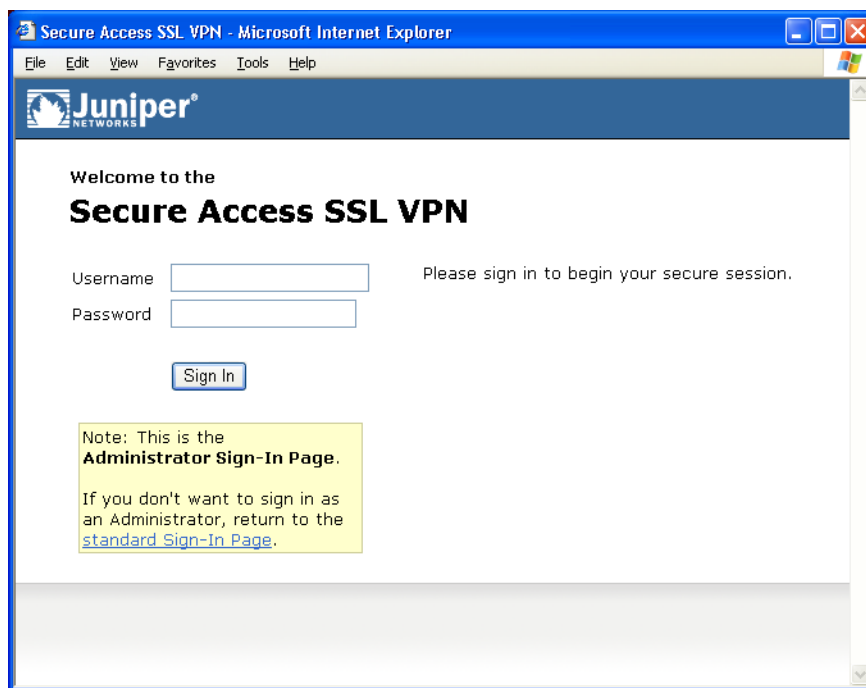 Secure Access SSL VPN - Microsoft Internet Explorer
File Edit View Favorites Tools Help
Juniper®
NETWORKS
Welcome to the
Secure Access SSL VPN
Username
Please sign in to begin your secure session.
Password
Sign In
Note: This is the
Administrator Sign-In Page.
If you don't want to sign in as
an Administrator, return to the
standard Sign-In Page.